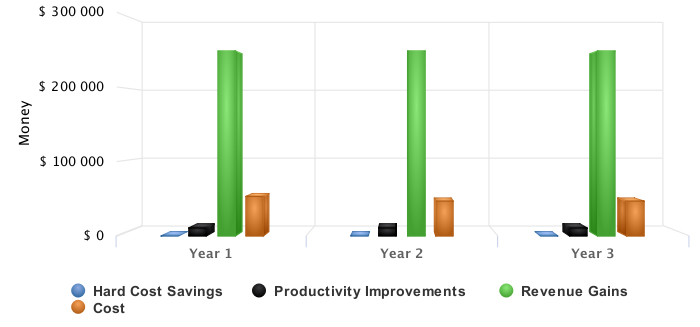 $ 300 000
$ 200 000
$ 100 000
$ 0
Money
Year 1 Year 2 Year 3
Hard Cost Savings Productivity Improvements Revenue Gains
Cost